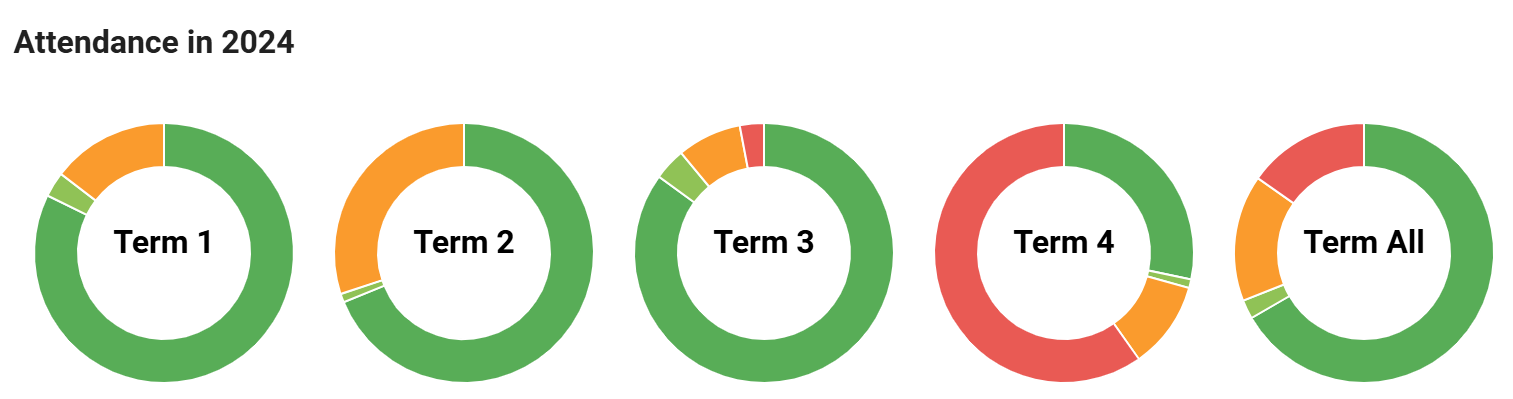 Attendance in 2024
Term 1
Term 2
Term 3
Term 4
Term All